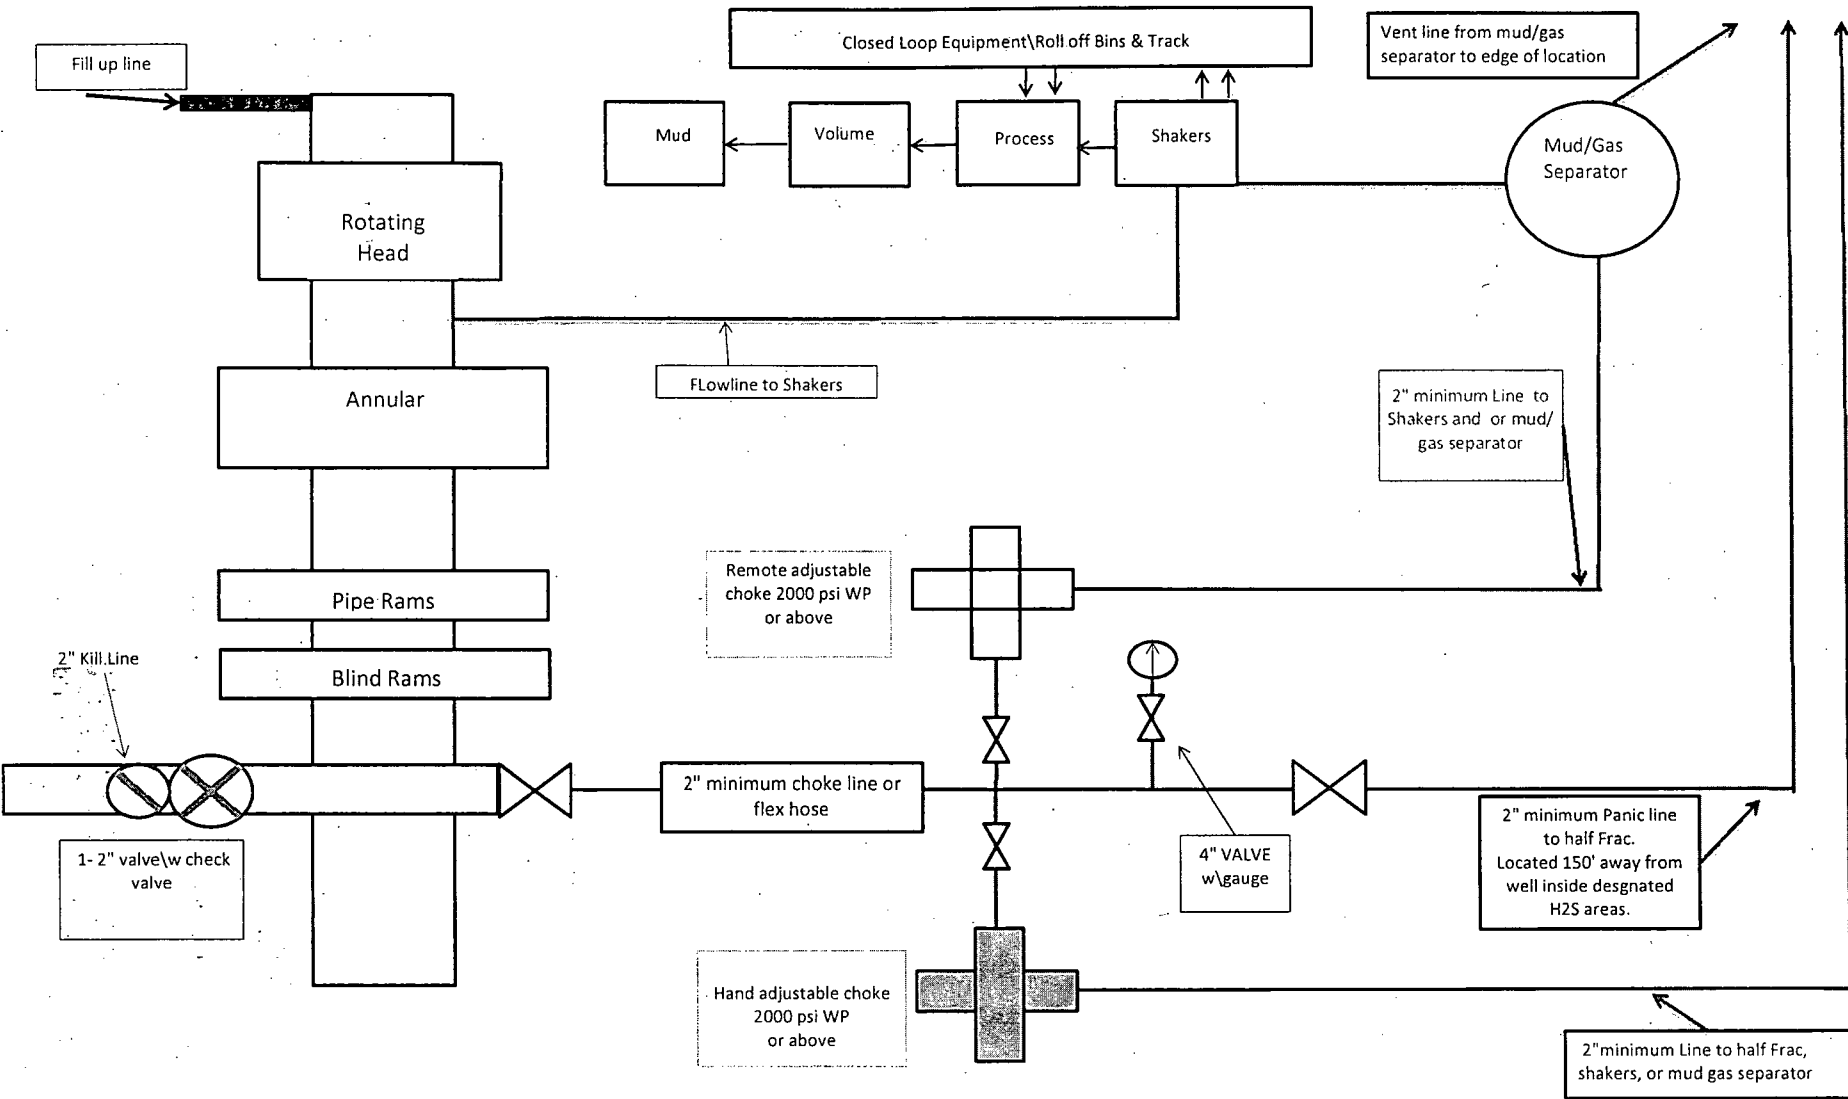 Fill up line
Closed Loop Equipment\Roll off Bins & Track
Vent line from mud/gas
separator to edge of location
Mud
Volume
Process
Shakers
Mud/Gas
Separator
Rotating
Head
FLowline to Shakers
Annular
2" minimum Line to
Shakers and or mud/
gas separator
Remote adjustable
choke 2000 psi WP
or above
Pipe Rams
Blind Rams
2" Kill Line
2" minimum choke line or
flex hose
1- 2" valve\w check
valve
4" VALVE
w\gauge
2" minimum Panic line
to half Frac.
Located 150' away from
well inside desgnated
H2S areas.
Hand adjustable choke
2000 psi WP
or above
2"minimum Line to half Frac,
shakers, or mud gas separator